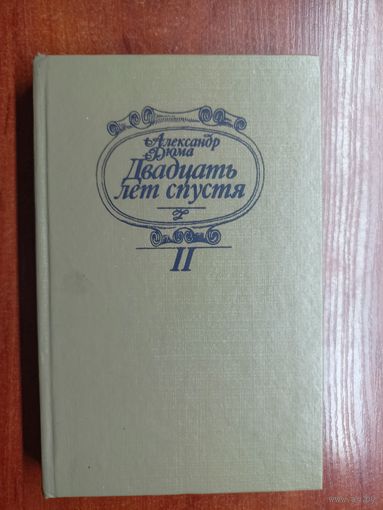 Александр
Дюма
Двадцать
лет спустя
II